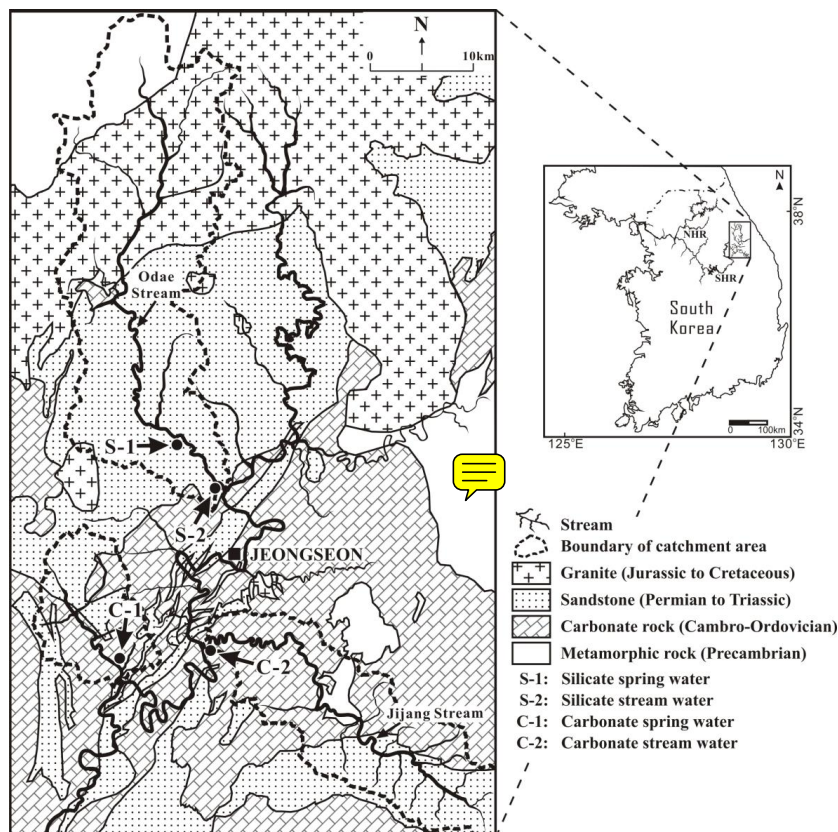 N
0
10km
Odae
Stream
S-1
S-2
JEONGSEON
C-1
C-2
Jijang Stream
N
38°N
NHR
SHR
South
Korea
34°N
0
100km
125°E
130°E
Stream
Boundary of catchment area
Granite (Jurassic to Cretaceous)
Sandstone (Permian to Triassic)
Carbonate rock (Cambro-Ordovician)
Metamorphic rock (Precambrian)
S-1: Silicate spring water
S-2: Silicate stream water
C-1: Carbonate spring water
C-2: Carbonate stream water